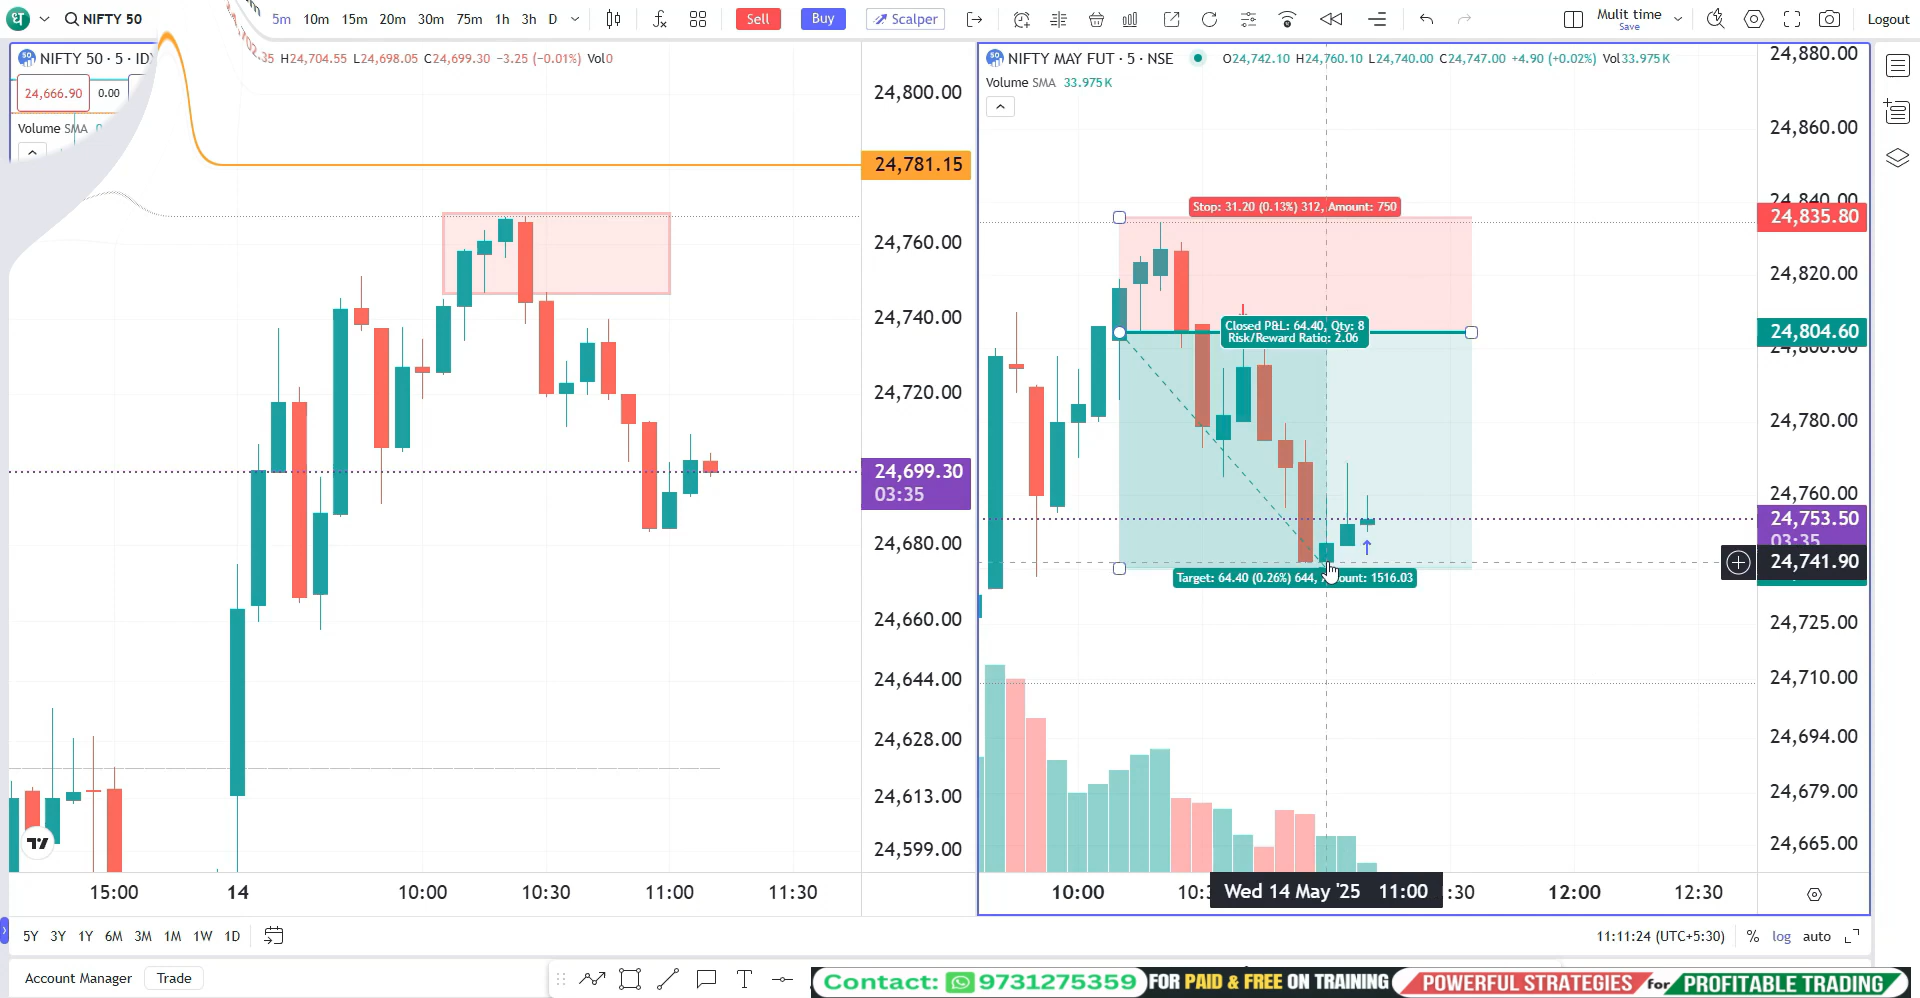 NIFTY 50
5m 10m 15m 20m 30m 75m 1h 3h D
Sell
Buy
Scalper
Mulit time
Save
Logout
NIFTY 50 · 5 · ID
H24,704.55 L24,698.05 C24,699.30 −3.25 (−0.01%) Vol0
24,666.90
0.00
Volume SMA
24,800.00
24,781.15
24,760.00
24,740.00
24,720.00
24,699.30
03:35
24,680.00
24,660.00
24,644.00
24,628.00
24,613.00
24,599.00
15:00 14 10:00 10:30 11:00 11:30
NIFTY MAY FUT · 5 · NSE
O24,742.10 H24,760.10 L24,740.00 C24,747.00 +4.90 (+0.02%) Vol33.975K
Volume SMA 33.975K
Stop: 31.20 (0.13%) 312, Amount: 750
Closed P&L: 64.40, Qty: 8
Risk/Reward Ratio: 2.06
Target: 64.40 (0.26%) 644, ount: 1516.03
24,880.00
24,860.00
24,840.00
24,835.80
24,820.00
24,804.60
24,800.00
24,780.00
24,760.00
24,753.50
03:35
24,741.90
24,725.00
24,710.00
24,694.00
24,679.00
24,665.00
10:00 10:3 Wed 14 May '25 11:00 :30 12:00 12:30
5Y 3Y 1Y 6M 3M 1M 1W 1D
11:11:24 (UTC+5:30) % log auto
Account Manager
Trade
Contact: 9731275359 FOR PAID & FREE ON TRAINING POWERFUL STRATEGIES for PROFITABLE TRADING